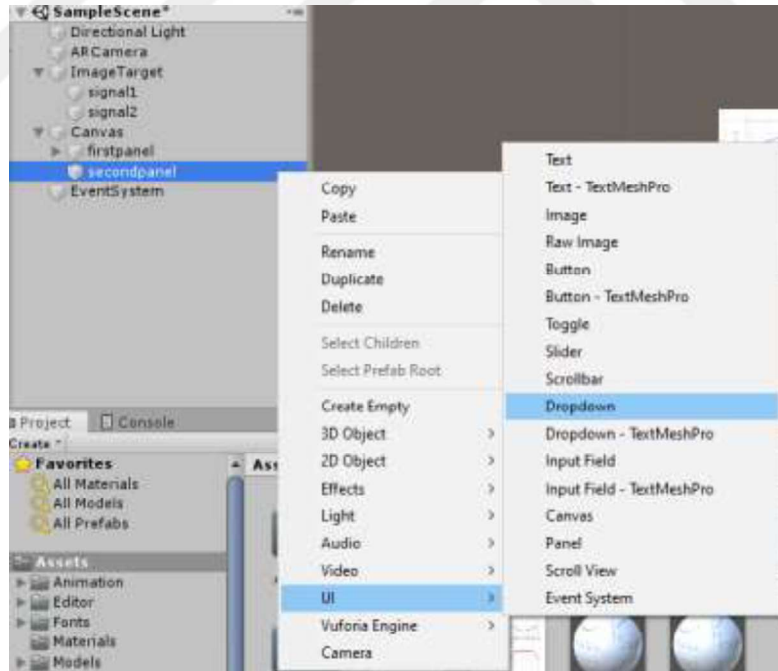 SampleScene*
Directional Light
ARCamera
ImageTarget
signal1
signal2
Canvas
firstpanel
secondpanel
EventSystem
Copy
Paste
Rename
Duplicate
Delete
Select Children
Select Prefab Root
Create Empty
3D Object
2D Object
Effects
Light
Audio
Video
UI
Vuforia Engine
Camera
Text
Text - TextMeshPro
Image
Raw Image
Button
Button - TextMeshPro
Toggle
Slider
Scrollbar
Dropdown
Dropdown - TextMeshPro
Input Field
Input Field - TextMeshPro
Canvas
Panel
Scroll View
Event System
Project
Console
Create
Favorites
All Materials
All Models
All Prefabs
Ass
Assets
Animation
Editor
Fonts
Materials
Models